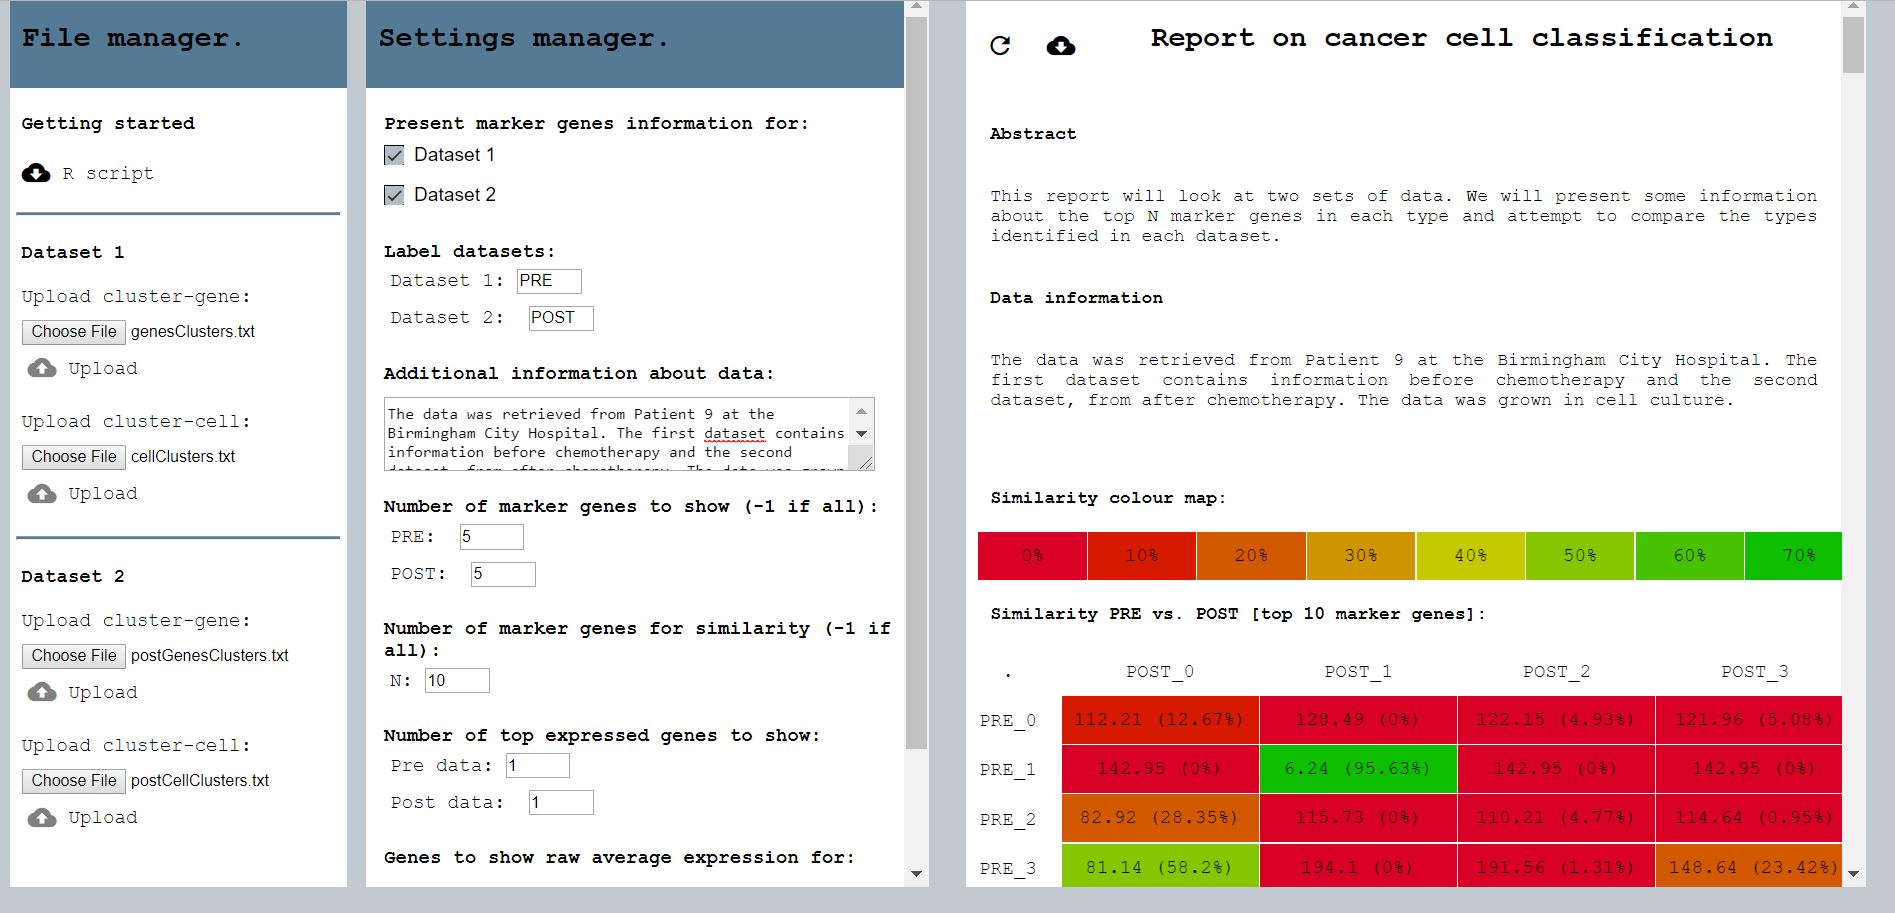 File manager.
Getting started
R script
Dataset 1
Upload cluster-gene:
Choose File genesClusters.txt
Upload
Upload cluster-cell:
Choose File cellClusters.txt
Upload
Dataset 2
Upload cluster-gene:
Choose File postGenesClusters.txt
Upload
Upload cluster-cell:
Choose File postCellClusters.txt
Upload
Settings manager.
Present marker genes information for:
Dataset 1
Dataset 2
Label datasets:
Dataset 1: PRE
Dataset 2: POST
Additional information about data:
The data was retrieved from Patient 9 at the
Birmingham City Hospital. The first dataset contains
information before chemotherapy and the second
dataset, from after chemotherapy. The data was grown
Number of marker genes to show (-1 if all):
PRE: 5
POST: 5
Number of marker genes for similarity (-1 if
all):
N: 10
Number of top expressed genes to show:
Pre data: 1
Post data: 1
Genes to show raw average expression for:
Report on cancer cell classification
Abstract
This report will look at two sets of data. We will present some information
about the top N marker genes in each type and attempt to compare the types
identified in each dataset.
Data information
The data was retrieved from Patient 9 at the Birmingham City Hospital. The
first dataset contains information before chemotherapy and the second
dataset, from after chemotherapy. The data was grown in cell culture.
Similarity colour map:
0% 10% 20% 30% 40% 50% 60% 70%
Similarity PRE vs. POST [top 10 marker genes]:
. POST_0 POST_1 POST_2 POST_3
PRE_0 112.21 (12.67%) 128.49 (0%) 122.15 (4.93%) 121.96 (5.08%)
PRE_1 142.95 (0%) 6.24 (95.63%) 142.95 (0%) 142.95 (0%)
PRE_2 82.92 (28.35%) 115.73 (0%) 110.21 (4.77%) 114.64 (0.95%)
PRE_3 81.14 (58.2%) 194.1 (0%) 191.56 (1.31%) 148.64 (23.42%)